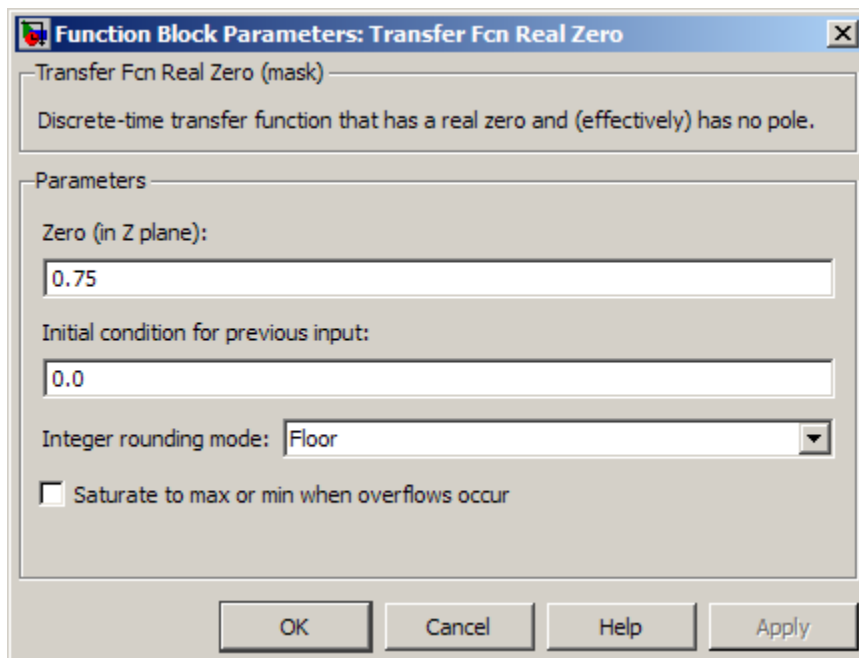 Function Block Parameters: Transfer Fcn Real Zero
Transfer Fcn Real Zero (mask)
Discrete-time transfer function that has a real zero and (effectively) has no pole.
Parameters
Zero (in Z plane):
0.75
Initial condition for previous input:
0.0
Integer rounding mode: Floor
Saturate to max or min when overflows occur
OK Cancel Help Apply